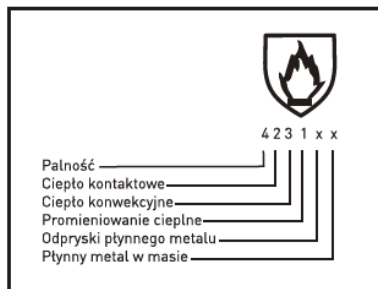 4 2 3 1 x x
Palność
Ciepło kontaktowe
Ciepło konwekcyjne
Promieniowanie cieplne
Odpryski płynnego metalu
Płynny metal w masie